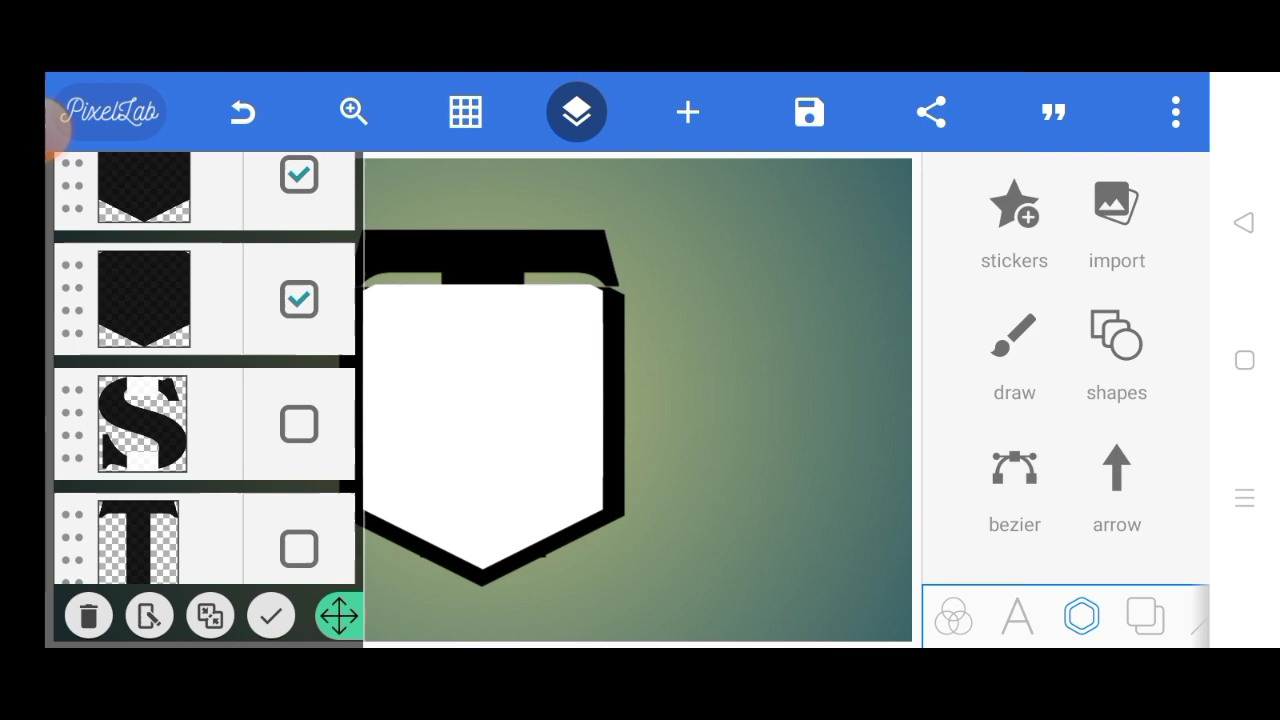 PixelLab
stickers import
draw shapes
S
T
bezier arrow
A